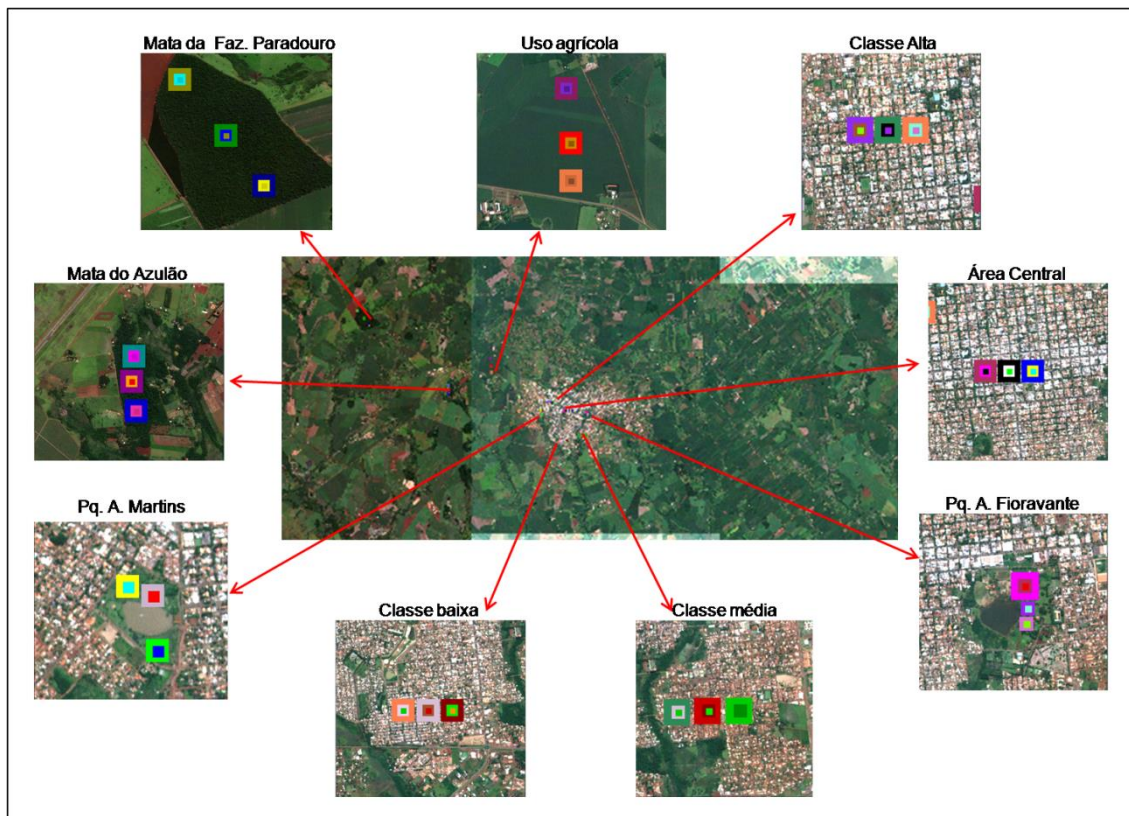 Mata da Faz. Paradouro
Uso agrícola
Classe Alta
Mata do Azulão
Área Central
Pq. A. Martins
Pq. A. Fioravante
Classe baixa
Classe média